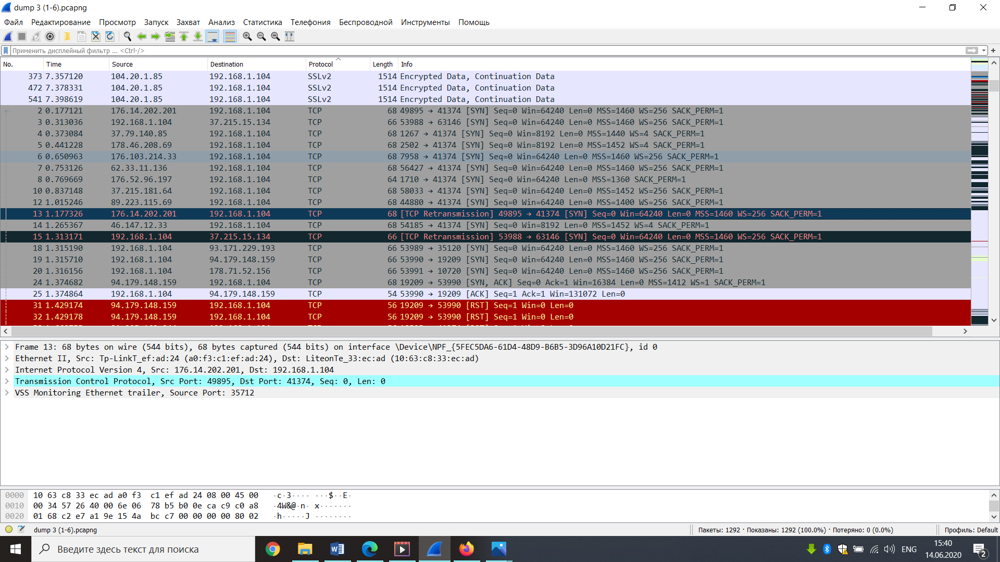 dump 3 (1-6).pcapng
Файл Редактирование Просмотр Запуск Захват Анализ Статистика Телефония Беспроводной Инструменты Помощь
Применить дисплейный фильтр ... <Ctrl-/>
No. Time Source Destination Protocol Length Info
373 7.357120 104.20.1.85 192.168.1.104 SSLv2 1514 Encrypted Data, Continuation Data
472 7.378331 104.20.1.85 192.168.1.104 SSLv2 1514 Encrypted Data, Continuation Data
541 7.398619 104.20.1.85 192.168.1.104 SSLv2 1514 Encrypted Data, Continuation Data
2 0.177121 176.14.202.201 192.168.1.104 TCP 68 49895 → 41374 [SYN] Seq=0 Win=64240 Len=0 MSS=1460 WS=256 SACK_PERM=1
3 0.313036 192.168.1.104 37.215.15.134 TCP 66 53988 → 63146 [SYN] Seq=0 Win=64240 Len=0 MSS=1460 WS=256 SACK_PERM=1
4 0.373084 37.79.140.85 192.168.1.104 TCP 68 1267 → 41374 [SYN] Seq=0 Win=8192 Len=0 MSS=1440 WS=4 SACK_PERM=1
5 0.441228 178.46.208.69 192.168.1.104 TCP 68 2502 → 41374 [SYN] Seq=0 Win=8192 Len=0 MSS=1452 WS=4 SACK_PERM=1
6 0.650963 176.103.214.33 192.168.1.104 TCP 68 7958 → 41374 [SYN] Seq=0 Win=64240 Len=0 MSS=1460 WS=256 SACK_PERM=1
7 0.753126 62.33.11.136 192.168.1.104 TCP 68 56427 → 41374 [SYN] Seq=0 Win=64240 Len=0 MSS=1460 WS=256 SACK_PERM=1
8 0.769669 176.52.96.197 192.168.1.104 TCP 64 1710 → 41374 [SYN] Seq=0 Win=64240 Len=0 MSS=1360 SACK_PERM=1
10 0.837148 37.215.181.64 192.168.1.104 TCP 68 58033 → 41374 [SYN] Seq=0 Win=64240 Len=0 MSS=1452 WS=256 SACK_PERM=1
12 1.015246 89.223.115.69 192.168.1.104 TCP 68 44880 → 41374 [SYN] Seq=0 Win=64240 Len=0 MSS=1400 WS=256 SACK_PERM=1
13 1.177326 176.14.202.201 192.168.1.104 TCP 68 [TCP Retransmission] 49895 → 41374 [SYN] Seq=0 Win=64240 Len=0 MSS=1460 WS=256 SACK_PERM=1
14 1.265367 46.147.12.33 192.168.1.104 TCP 68 54185 → 41374 [SYN] Seq=0 Win=8192 Len=0 MSS=1452 WS=4 SACK_PERM=1
15 1.313171 192.168.1.104 37.215.15.134 TCP 66 [TCP Retransmission] 53988 → 63146 [SYN] Seq=0 Win=64240 Len=0 MSS=1460 WS=256 SACK_PERM=1
18 1.315190 192.168.1.104 93.171.229.193 TCP 66 53989 → 35120 [SYN] Seq=0 Win=64240 Len=0 MSS=1460 WS=256 SACK_PERM=1
19 1.315710 192.168.1.104 94.179.148.159 TCP 66 53990 → 19209 [SYN] Seq=0 Win=64240 Len=0 MSS=1460 WS=256 SACK_PERM=1
20 1.316156 192.168.1.104 178.71.52.156 TCP 66 53991 → 10720 [SYN] Seq=0 Win=64240 Len=0 MSS=1460 WS=256 SACK_PERM=1
24 1.374682 94.179.148.159 192.168.1.104 TCP 68 19209 → 53990 [SYN, ACK] Seq=0 Ack=1 Win=16384 Len=0 MSS=1412 WS=1 SACK_PERM=1
25 1.374864 192.168.1.104 94.179.148.159 TCP 54 53990 → 19209 [ACK] Seq=1 Ack=1 Win=131072 Len=0
31 1.429174 94.179.148.159 192.168.1.104 TCP 56 19209 → 53990 [RST] Seq=1 Win=0 Len=0
32 1.429178 94.179.148.159 192.168.1.104 TCP 56 19209 → 53990 [RST] Seq=1 Win=0 Len=0
Frame 13: 68 bytes on wire (544 bits), 68 bytes captured (544 bits) on interface \Device\NPF_{5FEC5DA6-61D4-48D9-B6B5-3D96A10D21FC}, id 0
Ethernet II, Src: Tp-LinkT_ef:ad:24 (a0:f3:c1:ef:ad:24), Dst: LiteonTe_33:ec:ad (10:63:c8:33:ec:ad)
Internet Protocol Version 4, Src: 176.14.202.201, Dst: 192.168.1.104
Transmission Control Protocol, Src Port: 49895, Dst Port: 41374, Seq: 0, Len: 0
VSS Monitoring Ethernet trailer, Source Port: 35712
0000 10 63 c8 33 ec ad a0 f3 c1 ef ad 24 08 00 45 00 ·c·3···· ···$··E·
0010 00 34 57 26 40 00 6e 06 78 b5 b0 0e ca c9 c0 a8 ·4W&@·n· x·······
0020 01 68 c2 e7 a1 9e 15 4a bc c7 00 00 00 00 80 02 ·h·····J ········
dump 3 (1-6).pcapng Пакеты: 1292 · Показаны: 1292 (100.0%) · Потеряно: 0 (0.0%) Профиль: Default
Введите здесь текст для поиска
ENG
15:40
14.06.2020
2